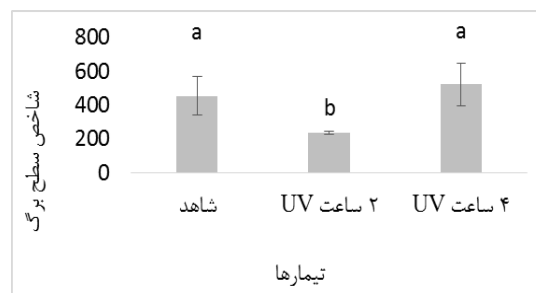 شاخص سطح برگ
800
600
400
200
0
a
b
a
شاهد
۲ ساعت UV
۴ ساعت UV
تیمارها